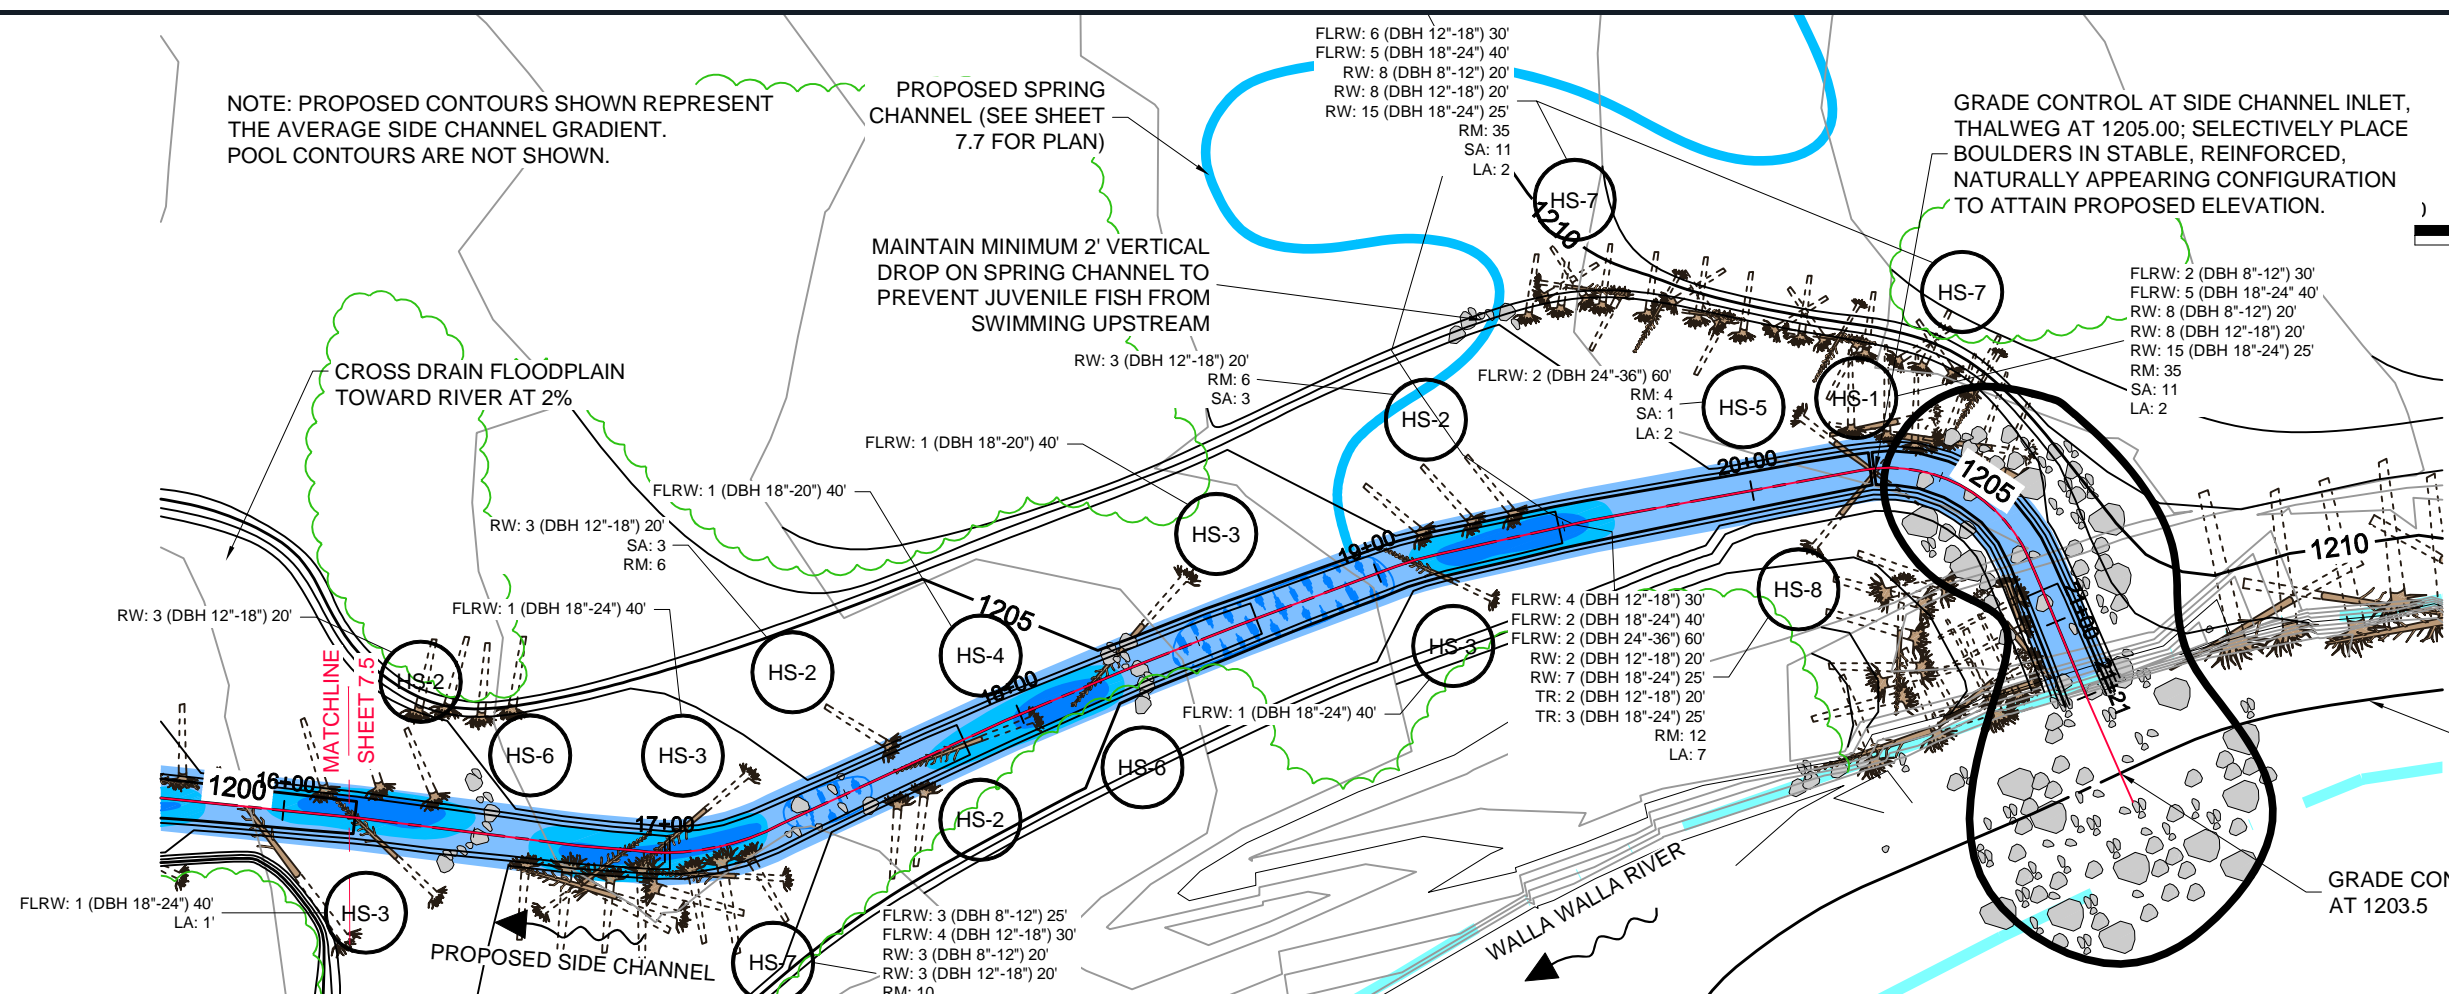 NOTE: PROPOSED CONTOURS SHOWN REPRESENT
THE AVERAGE SIDE CHANNEL GRADIENT.
POOL CONTOURS ARE NOT SHOWN.
PROPOSED SPRING
CHANNEL (SEE SHEET
7.7 FOR PLAN)
FLRW: 6 (DBH 12"-18") 30'
FLRW: 5 (DBH 18"-24") 40'
RW: 8 (DBH 8"-12") 20'
RW: 8 (DBH 12"-18") 20'
RW: 15 (DBH 18"-24") 25'
RM: 35
SA: 11
LA: 2
GRADE CONTROL AT SIDE CHANNEL INLET,
THALWEG AT 1205.00; SELECTIVELY PLACE
BOULDERS IN STABLE, REINFORCED,
NATURALLY APPEARING CONFIGURATION
TO ATTAIN PROPOSED ELEVATION.
HS-7
1210
MAINTAIN MINIMUM 2' VERTICAL
DROP ON SPRING CHANNEL TO
PREVENT JUVENILE FISH FROM
SWIMMING UPSTREAM
HS-7
FLRW: 2 (DBH 8"-12") 30'
FLRW: 5 (DBH 18"-24" 40'
RW: 8 (DBH 8"-12") 20'
RW: 8 (DBH 12"-18") 20'
RW: 15 (DBH 18"-24") 25'
RM: 35
SA: 11
LA: 2
CROSS DRAIN FLOODPLAIN
TOWARD RIVER AT 2%
RW: 3 (DBH 12"-18") 20'
RM: 6
SA: 3
HS-2
FLRW: 2 (DBH 24"-36") 60'
RM: 4
SA: 1
LA: 2
HS-5
HS-1
FLRW: 1 (DBH 18"-20") 40'
HS-3
FLRW: 1 (DBH 18"-20") 40'
HS-4
20+00
1205
19+00
1210
RW: 3 (DBH 12"-18") 20'
SA: 3
RM: 6
HS-2
FLRW: 1 (DBH 18"-24") 40'
HS-3
RW: 3 (DBH 12"-18") 20'
HS-2
1205
HS-8
FLRW: 4 (DBH 12"-18") 30'
FLRW: 2 (DBH 18"-24") 40'
FLRW: 2 (DBH 24"-36") 60'
RW: 2 (DBH 12"-18") 20'
RW: 7 (DBH 18"-24") 25'
TR: 2 (DBH 12"-18") 20'
TR: 3 (DBH 18"-24") 25'
RM: 12
LA: 7
HS-3
FLRW: 1 (DBH 18"-24") 40'
18+00
MATCHLINE
SHEET 7.5
HS-6
HS-6
HS-2
1200
16+00
17+00
FLRW: 1 (DBH 18"-24") 40'
LA: 1'
HS-3
PROPOSED SIDE CHANNEL
HS-7
FLRW: 3 (DBH 8"-12") 25'
FLRW: 4 (DBH 12"-18") 30'
RW: 3 (DBH 8"-12") 20'
RW: 3 (DBH 12"-18") 20'
RM: 10
WALLA WALLA RIVER
GRADE CON
AT 1203.5